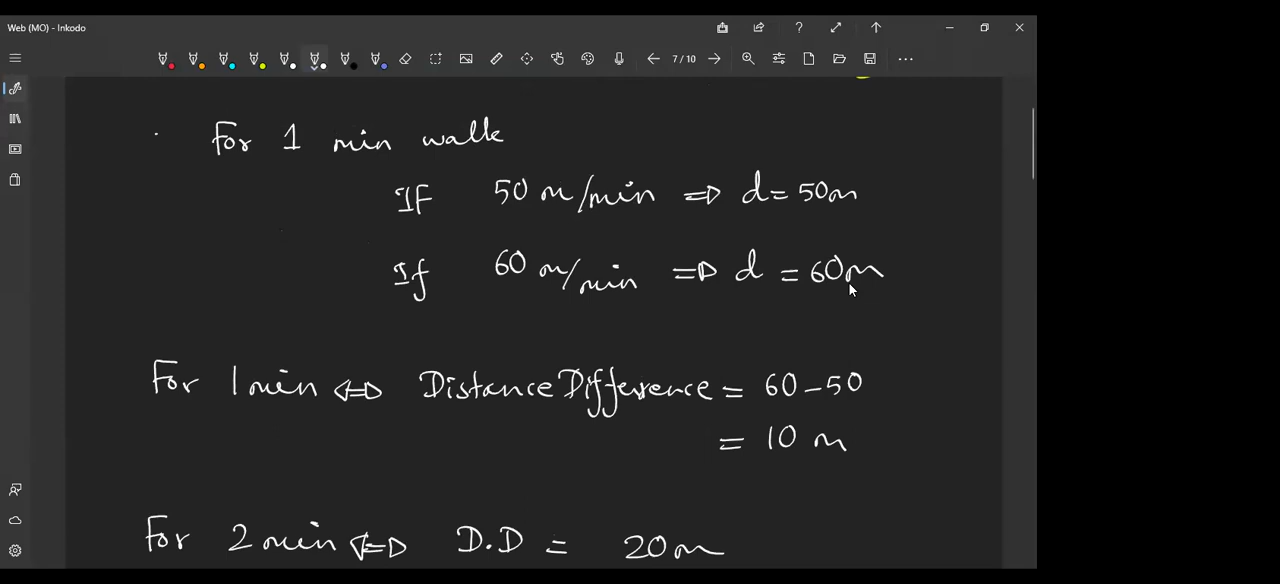 Web (MO) - Inkodo
7 / 10
For 1 min walk
If 50 m/min ⇒ d = 50m
If 60 m/min ⇒ d = 60m
For 1 min ⇔ Distance Difference = 60 - 50
= 10 m
For 2 min ⇔ D.D = 20m